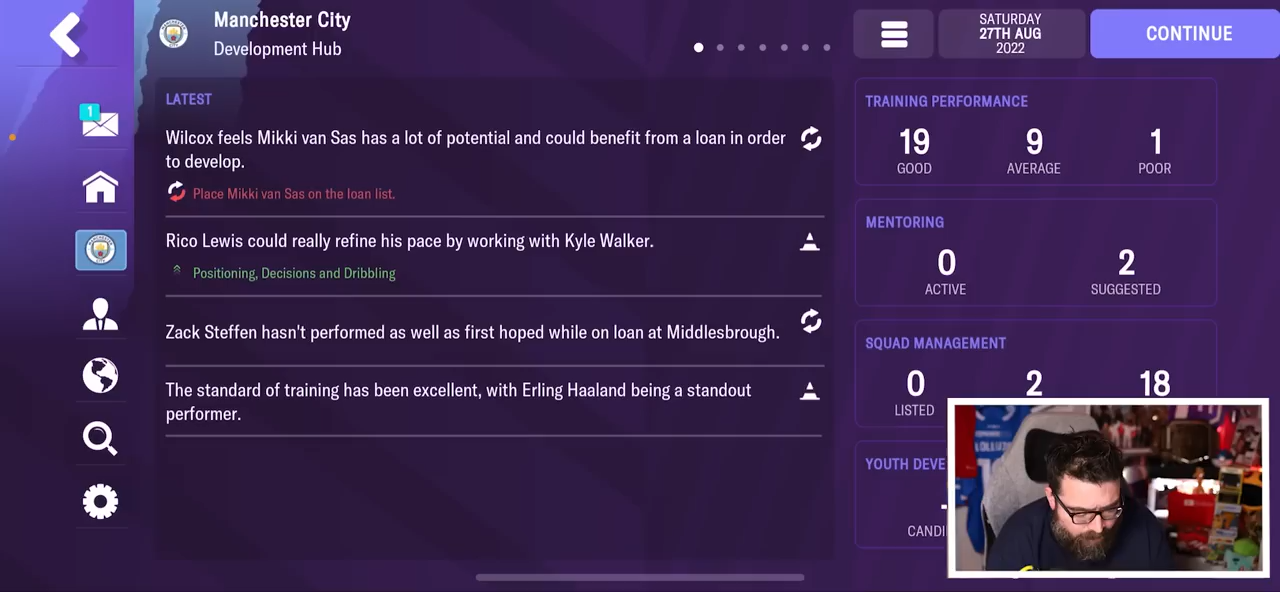 Manchester City
Development Hub
SATURDAY
27TH AUG
2022
CONTINUE
1
LATEST
Wilcox feels Mikki van Sas has a lot of potential and could benefit from a loan in order
to develop.
Place Mikki van Sas on the loan list.
Rico Lewis could really refine his pace by working with Kyle Walker.
Positioning, Decisions and Dribbling
Zack Steffen hasn't performed as well as first hoped while on loan at Middlesbrough.
The standard of training has been excellent, with Erling Haaland being a standout
performer.
TRAINING PERFORMANCE
19 9 1
GOOD AVERAGE POOR
MENTORING
0 2
ACTIVE SUGGESTED
SQUAD MANAGEMENT
0 2 18
LISTED
YOUTH DEVE
CANDI